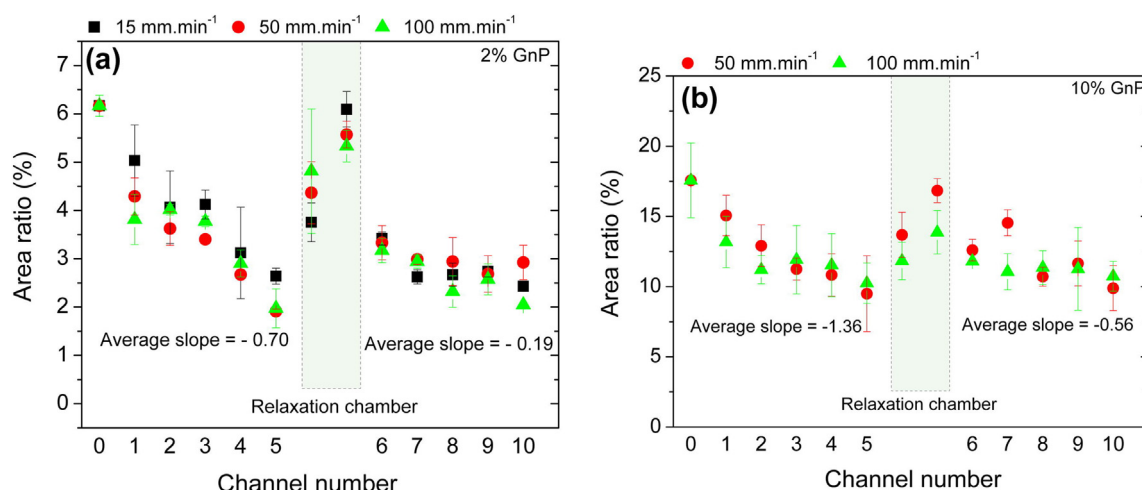 15 mm.min⁻¹ 50 mm.min⁻¹ 100 mm.min⁻¹
(a)
2% GnP
7
6
5
4
3
2
1
0
Area ratio (%)
Average slope = - 0.70
Average slope = - 0.19
Relaxation chamber
0 1 2 3 4 5 6 7 8 9 10
Channel number
50 mm.min⁻¹ 100 mm.min⁻¹
(b)
10% GnP
25
20
15
10
5
0
Area ratio (%)
Average slope = -1.36
Average slope = -0.56
Relaxation chamber
0 1 2 3 4 5 6 7 8 9 10
Channel number